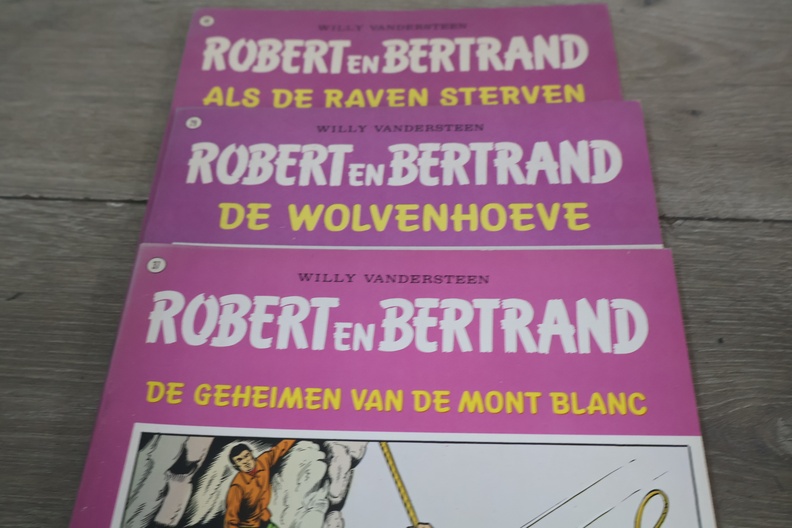 WILLY VANDERSTEEN
ROBERT EN BERTRAND
ALS DE RAVEN STERVEN
WILLY VANDERSTEEN
ROBERT EN BERTRAND
DE WOLVENHOEVE
37
WILLY VANDERSTEEN
ROBERT EN BERTRAND
DE GEHEIMEN VAN DE MONT BLANC